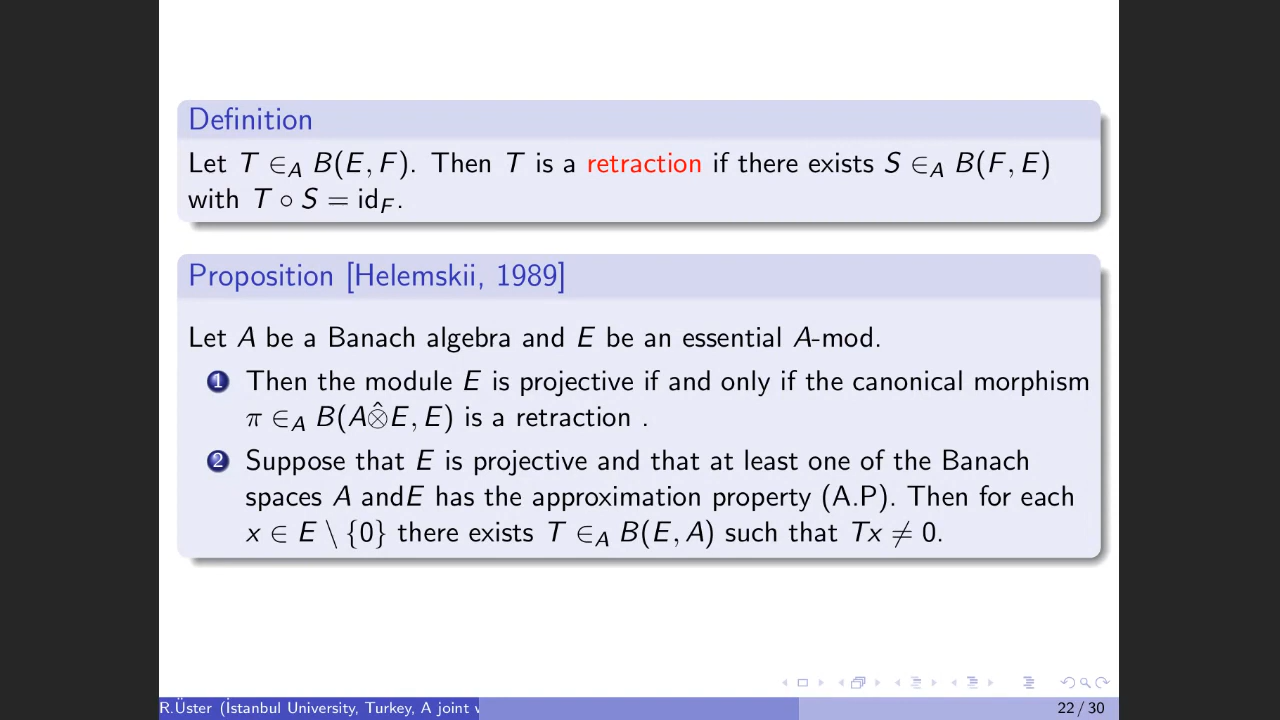 Definition
Let T ∈_A B(E, F). Then T is a retraction if there exists S ∈_A B(F, E)
with T ∘ S = id_F.
Proposition [Helemskii, 1989]
Let A be a Banach algebra and E be an essential A-mod.
1 Then the module E is projective if and only if the canonical morphism
π ∈_A B(A⊗̂E, E) is a retraction .
2 Suppose that E is projective and that at least one of the Banach
spaces A andE has the approximation property (A.P). Then for each
x ∈ E \ {0} there exists T ∈_A B(E, A) such that Tx ≠ 0.
R.Üster (İstanbul University, Turkey, A joint
22 / 30